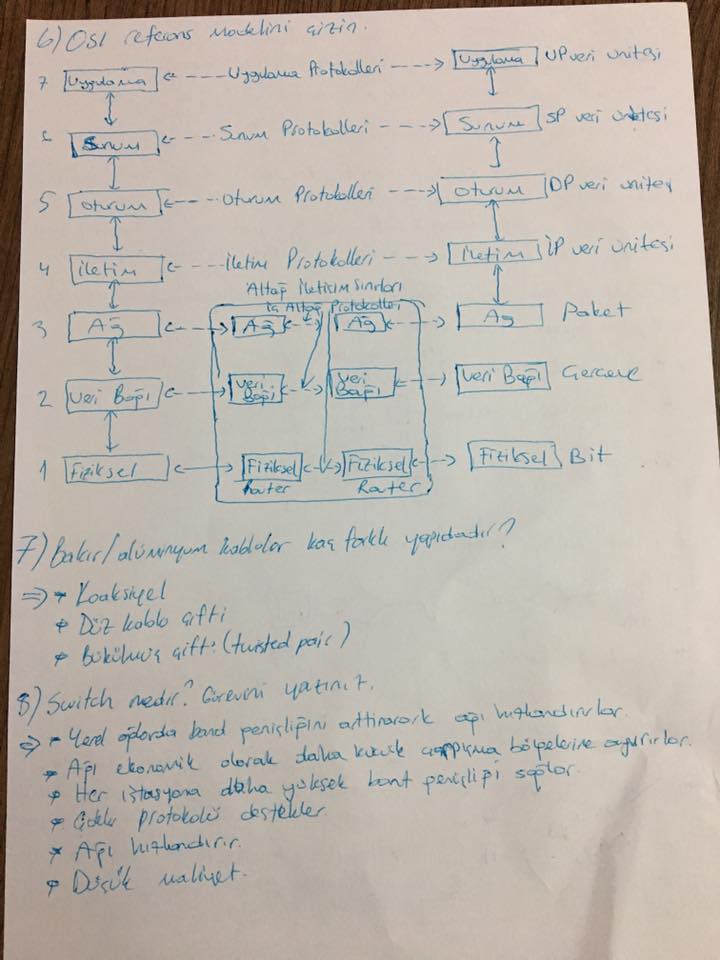 6) OSI referans modelini çizin.
7 Uygulama <- --- Uygulama Protokolleri - - -> Uygulama UP veri ünitesi
Sunum <- --- Sunum Protokolleri - - -> Sunum SP veri ünitesi
5 Oturum <- --- Oturum Protokolleri - - -> Oturum OP veri
4 İletim <- --- İletim Protokolleri - - -> İletim İP veri ünitesi
Altağ İletişim Sınırları
İç Altağ Protokolleri
3 Ağ Ağ Ağ Ağ Paket
2 Veri Bağı Veri Bağı Veri Bağı Veri Bağı
1 Fiziksel Fiziksel Fiziksel Fiziksel Bit
Router Router
7) Bakır/alüminyum kablolar kaç farklı yapıdadır?
=> * Koaksiyel
* Düz kablo çifti
* Bükülmüş çift (twisted pair)
8) Switch nedir? Görevini yazınız.
=> * Yerel ağlarda band genişliğini arttırarak ağı hızlandırırlar.
* Ağı ekonomik olarak daha küçük çarpışma bölgelerine ayırırlar.
* Her istasyona daha yüksek bant genişliği sağlar.
* Çoklu protokolü destekler.
* Ağı hızlandırır.
* Düşük maliyet.